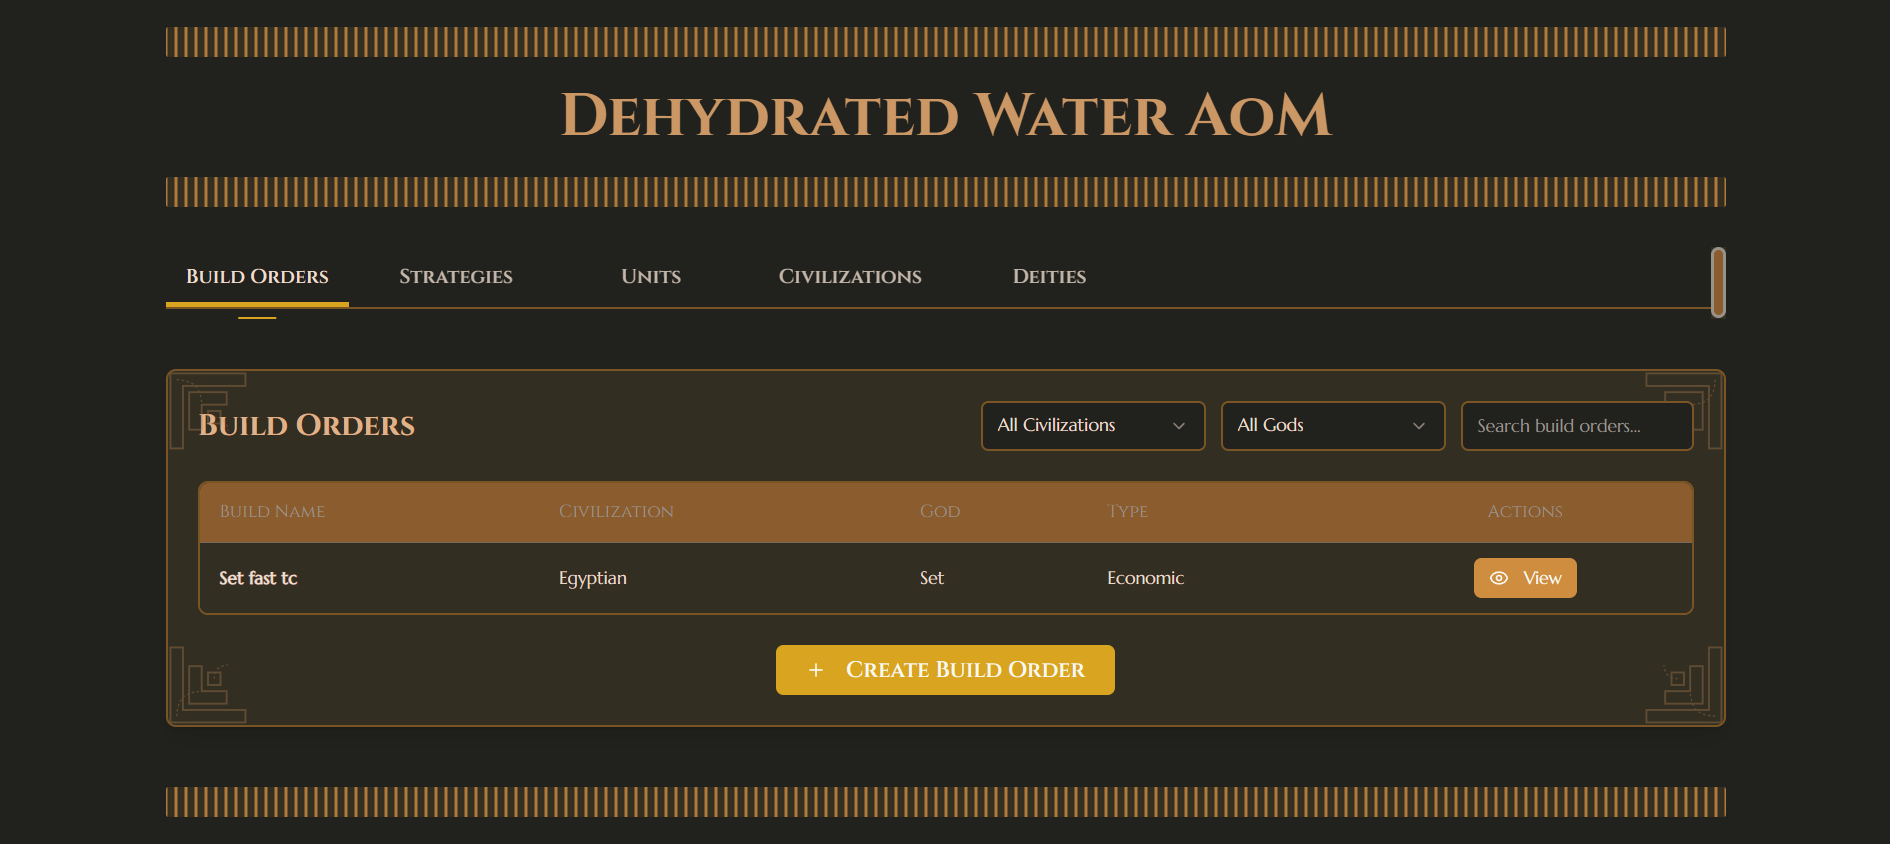 Dehydrated Water AoM
Build Orders
Strategies
Units
Civilizations
Deities
Build Orders
All Civilizations
All Gods
Search build orders...
Build Name
Civilization
God
Type
Actions
Set fast tc
Egyptian
Set
Economic
View
+ Create Build Order